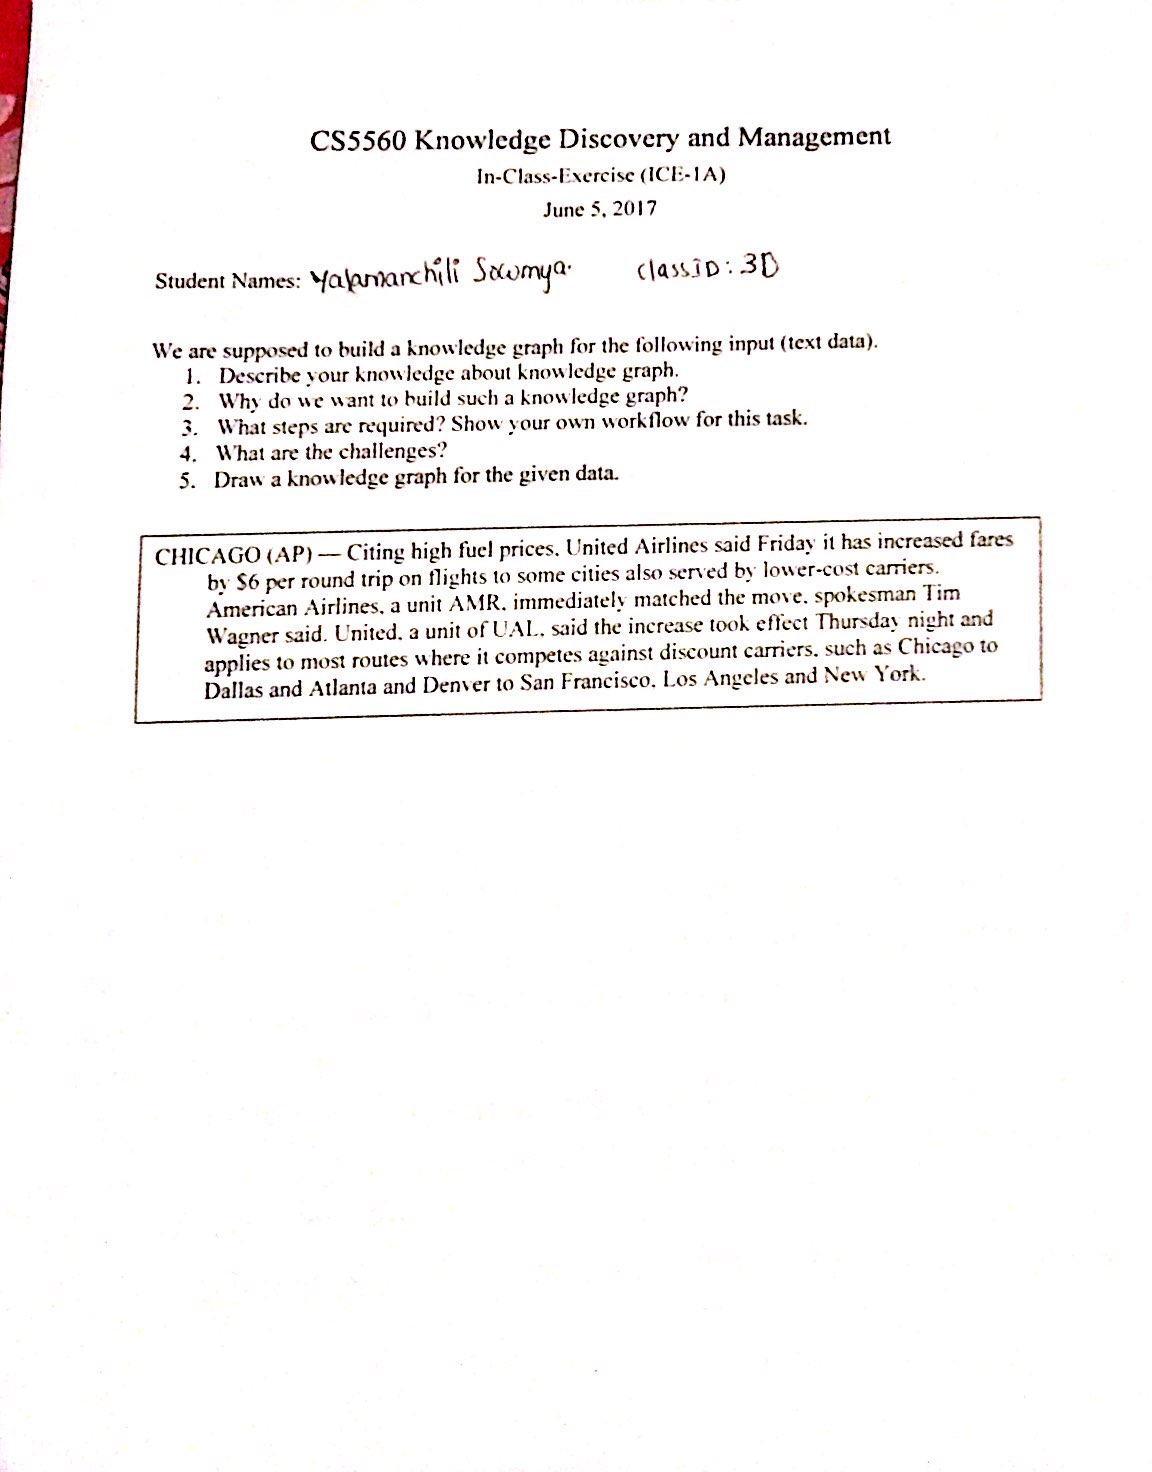 CS5560 Knowledge Discovery and Management
In-Class-Exercise (ICE-1A)
June 5, 2017
Student Names: Yalamanchili Sowmya. classID: 30
We are supposed to build a knowledge graph for the following input (text data).
1. Describe your knowledge about knowledge graph.
2. Why do we want to build such a knowledge graph?
3. What steps are required? Show your own workflow for this task.
4. What are the challenges?
5. Draw a knowledge graph for the given data.
CHICAGO (AP) — Citing high fuel prices, United Airlines said Friday it has increased fares
by $6 per round trip on flights to some cities also served by lower-cost carriers.
American Airlines, a unit AMR, immediately matched the move, spokesman Tim
Wagner said. United, a unit of UAL, said the increase took effect Thursday night and
applies to most routes where it competes against discount carriers, such as Chicago to
Dallas and Atlanta and Denver to San Francisco, Los Angeles and New York.